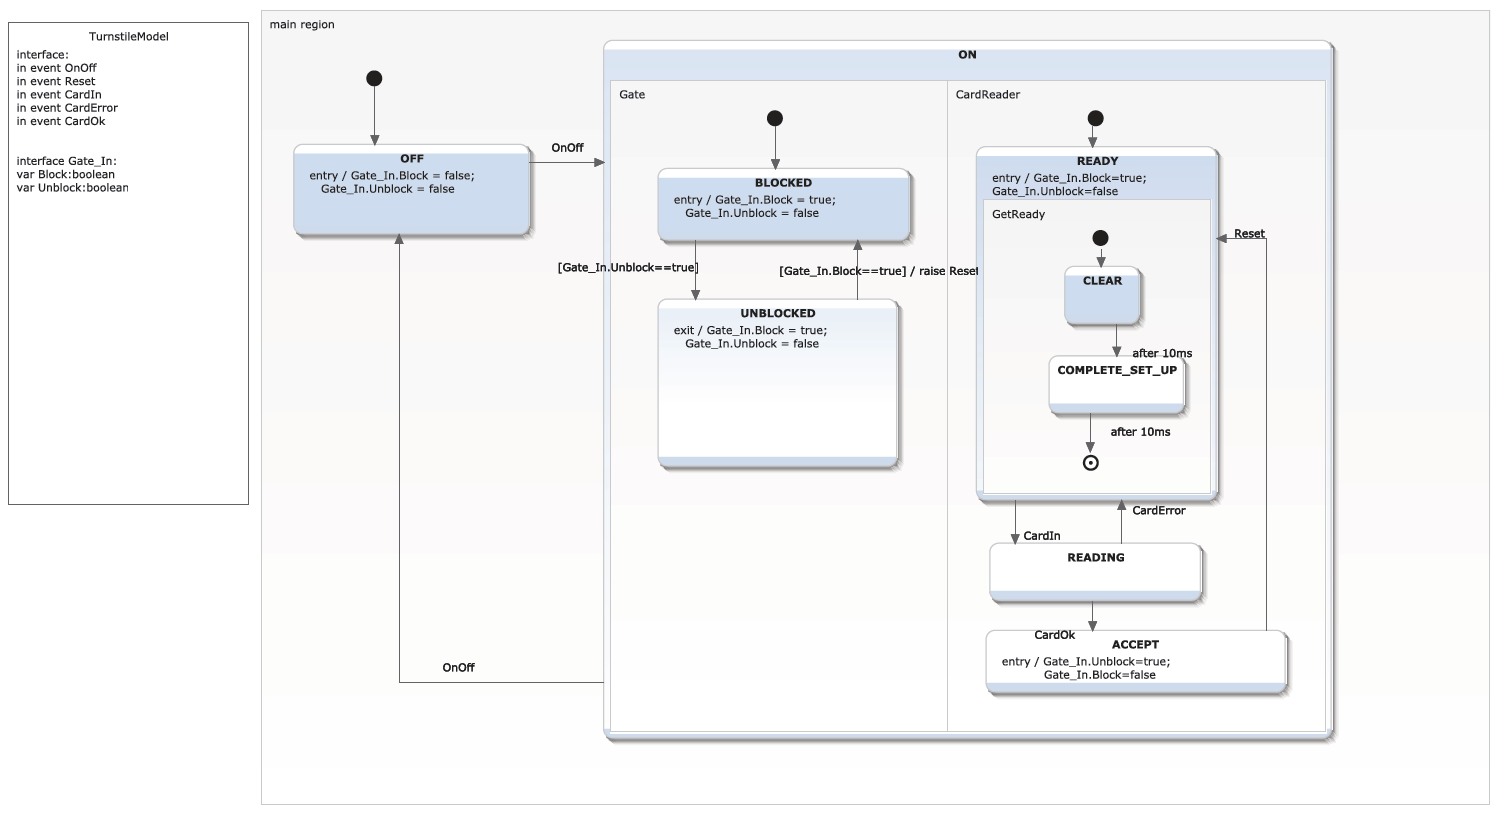 TurnstileModel
interface:
in event OnOff
in event Reset
in event CardIn
in event CardError
in event CardOk
interface Gate_In:
var Block:boolean
var Unblock:boolean
main region
OFF
entry / Gate_In.Block = false;
Gate_In.Unblock = false
OnOff
OnOff
ON
Gate
BLOCKED
entry / Gate_In.Block = true;
Gate_In.Unblock = false
[Gate_In.Unblock==true]
[Gate_In.Block==true] / raise Reset
UNBLOCKED
exit / Gate_In.Block = true;
Gate_In.Unblock = false
CardReader
READY
entry / Gate_In.Block=true;
Gate_In.Unblock=false
GetReady
CLEAR
after 10ms
COMPLETE_SET_UP
after 10ms
Reset
CardError
CardIn
READING
CardOk
ACCEPT
entry / Gate_In.Unblock=true;
Gate_In.Block=false